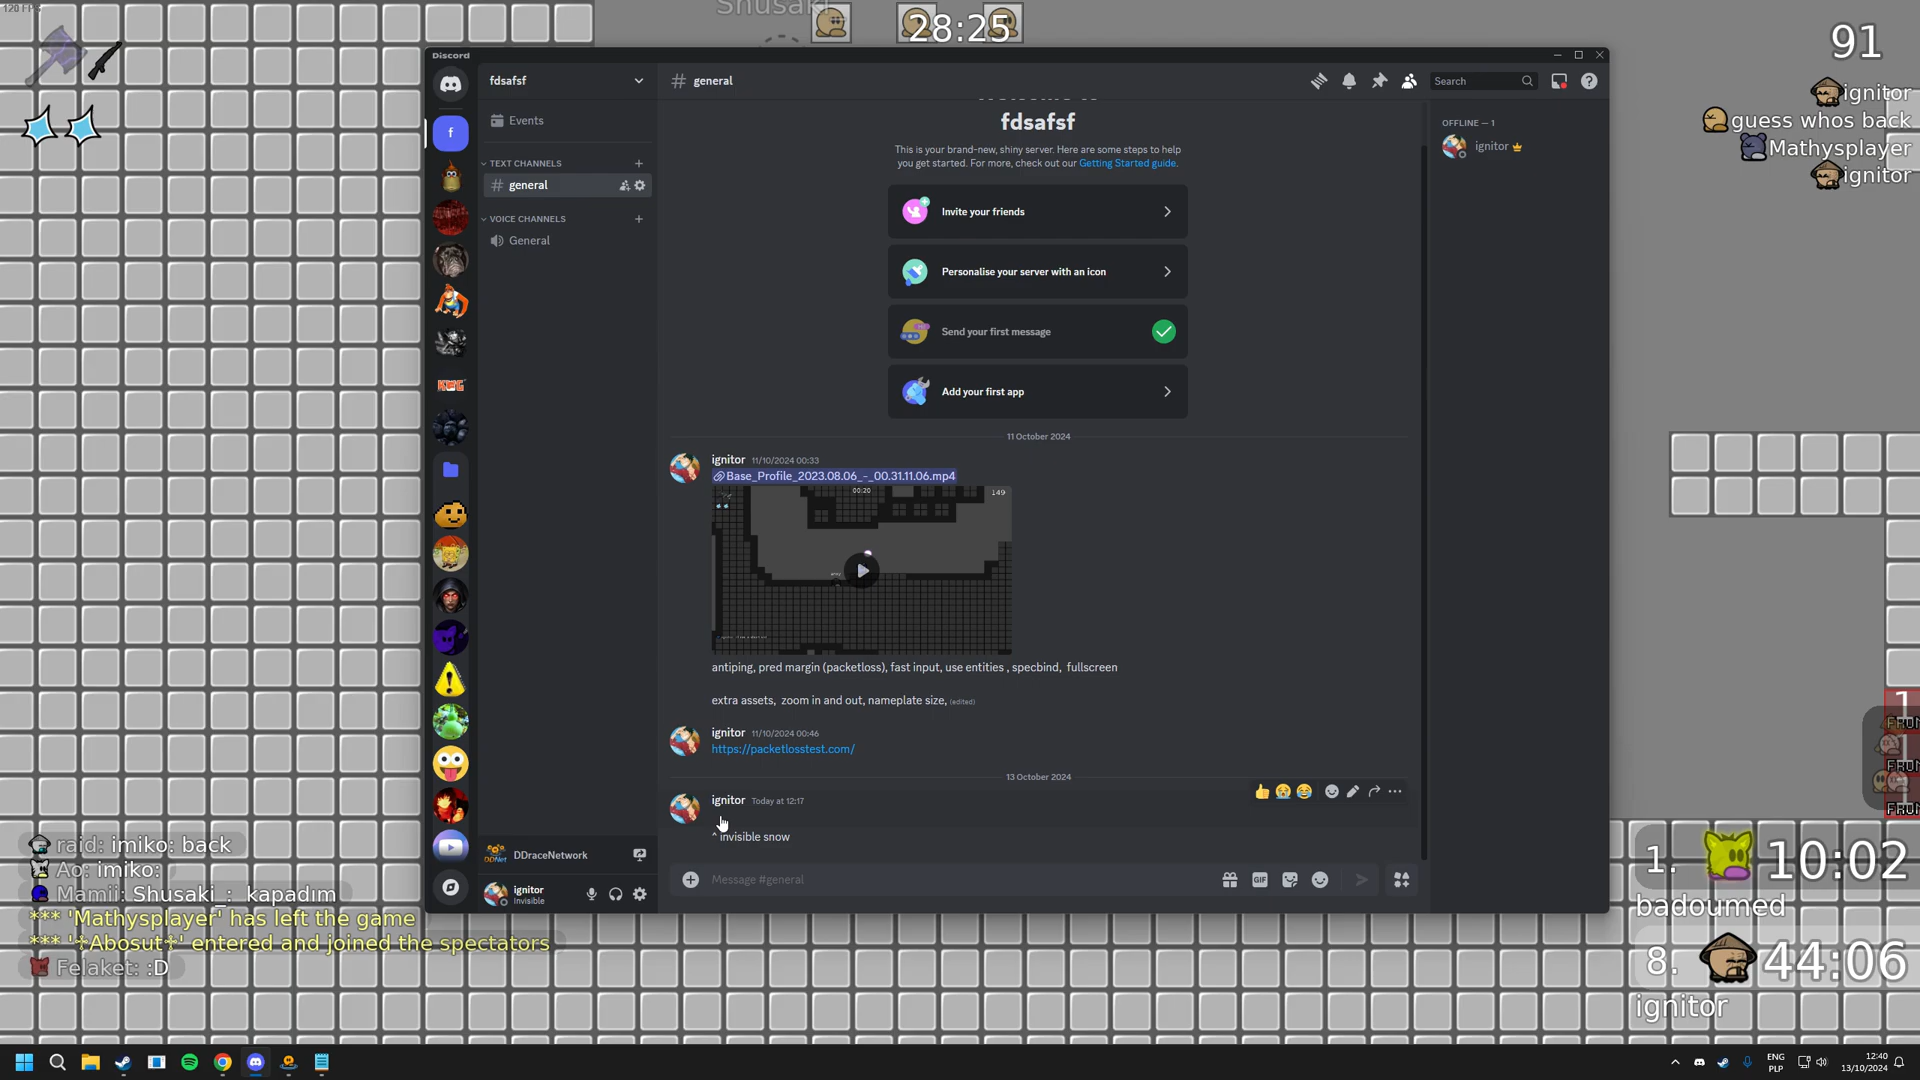 120 FPS
Shusaki
28:25
91
ignitor
guess whos back
Mathysplayer
ignitor
Discord
fdsafsf
Events
TEXT CHANNELS
general
VOICE CHANNELS
General
DDraceNetwork
ignitor
Invisible
# general
Search
fdsafsf
This is your brand-new, shiny server. Here are some steps to help
you get started. For more, check out our Getting Started guide.
Invite your friends
Personalise your server with an icon
Send your first message
Add your first app
11 October 2024
ignitor 11/10/2024 00:33
Base_Profile_2023.08.06_-_00.31.11.06.mp4
00:20
149
antiping, pred margin (packetloss), fast input, use entities , specbind, fullscreen
extra assets, zoom in and out, nameplate size, (edited)
ignitor 11/10/2024 00:46
https://packetlosstest.com/
13 October 2024
ignitor Today at 12:17
^ invisible snow
Message #general
GIF
OFFLINE — 1
ignitor
raid: imiko: back
Ao: imiko:
Mamii: Shusaki_: kapadım
*** 'Mathysplayer' has left the game
*** '✢Abosut✢' entered and joined the spectators
Felaket: :D
1. 10:02
badoumed
8. 44:06
ignitor
ENG
PLP
12:40
13/10/2024